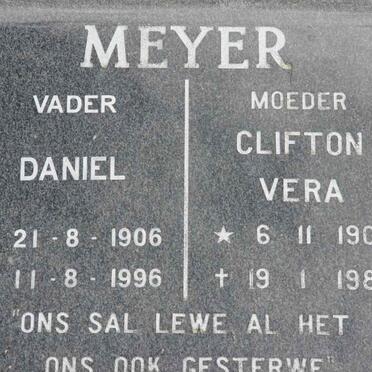 MEYER
VADER
DANIEL
21 - 8 - 1906
11 - 8 - 1996
MOEDER
CLIFTON
VERA
★ 6 11 190
✝ 19 1 198
"ONS SAL LEWE AL HET
ONS OOK GESTERWE"